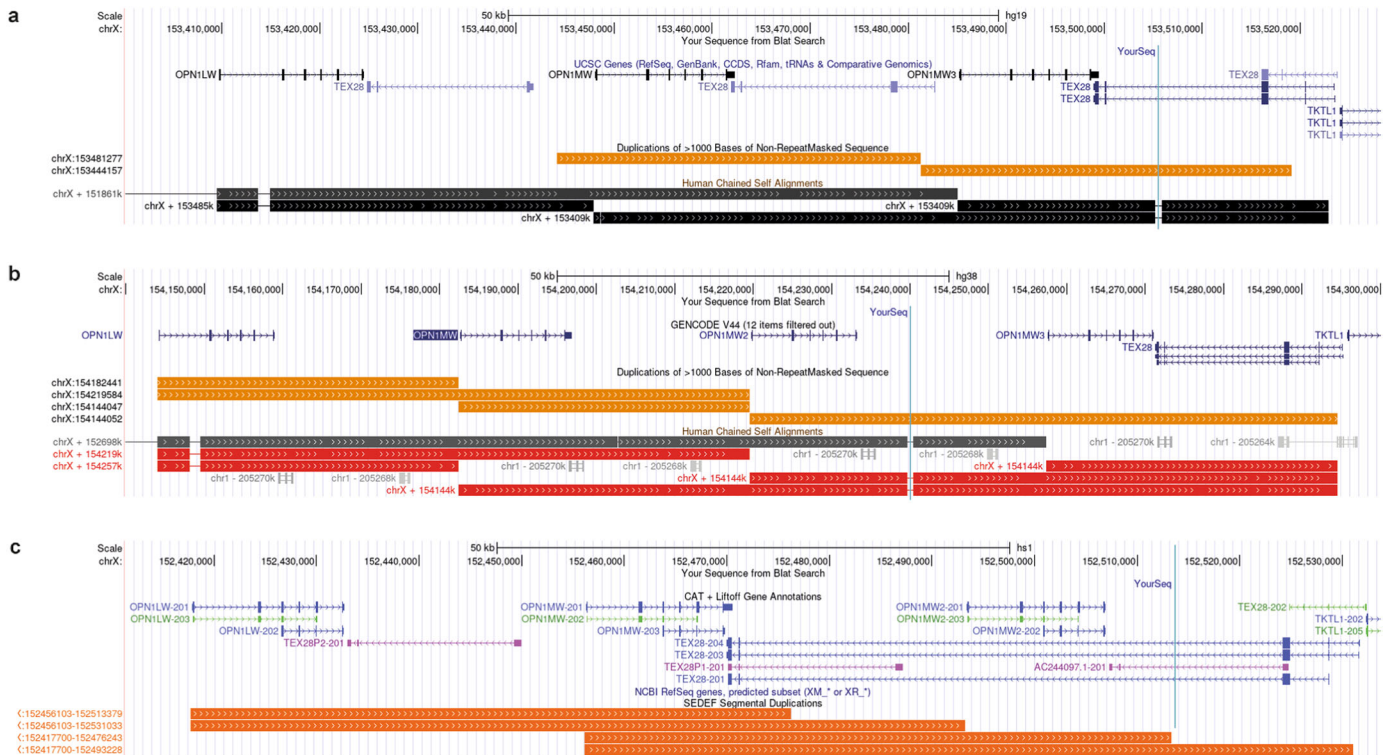 a
Scale 50 kb hg19
chrX: 153,410,000 153,420,000 153,430,000 153,440,000 153,450,000 153,460,000 153,470,000 153,480,000 153,490,000 153,500,000 153,510,000 153,520,000
Your Sequence from Blat Search
YourSeq
UCSC Genes (RefSeq, GenBank, CCDS, Rfam, tRNAs & Comparative Genomics)
OPN1LW OPN1MW OPN1MW3 TEX28
TEX28 TEX28 TEX28
TEX28
TKTL1
TKTL1
TKTL1
Duplications of >1000 Bases of Non-RepeatMasked Sequence
chrX:153481277
chrX:153444157
Human Chained Self Alignments
chrX + 151861k
chrX + 153485k chrX + 153409k
chrX + 153409k
b
Scale 50 kb hg38
chrX: 154,150,000 154,160,000 154,170,000 154,180,000 154,190,000 154,200,000 154,210,000 154,220,000 154,230,000 154,240,000 154,250,000 154,260,000 154,270,000 154,280,000 154,290,000 154,300,000
Your Sequence from Blat Search
YourSeq
GENCODE V44 (12 items filtered out)
OPN1LW OPN1MW OPN1MW2 OPN1MW3 TKTL1
TEX28
Duplications of >1000 Bases of Non-RepeatMasked Sequence
chrX:154182441
chrX:154219584
chrX:154144047
chrX:154144052
Human Chained Self Alignments
chrX + 152698k chr1 - 205270k chr1 - 205264k
chrX + 154219k chr1 - 205270k chr1 - 205268k
chrX + 154257k chr1 - 205270k chr1 - 205268k chrX + 154144k
chr1 - 205270k chr1 - 205268k chrX + 154144k
chrX + 154144k
c
Scale 50 kb hs1
chrX: 152,420,000 152,430,000 152,440,000 152,450,000 152,460,000 152,470,000 152,480,000 152,490,000 152,500,000 152,510,000 152,520,000 152,530,000
Your Sequence from Blat Search
YourSeq
CAT + Liftoff Gene Annotations
OPN1LW-201 OPN1MW-201 OPN1MW2-201 TEX28-202
OPN1LW-203 OPN1MW-202 OPN1MW2-203 TKTL1-202
OPN1LW-202 OPN1MW-203 OPN1MW2-202 TKTL1-205
TEX28P2-201 TEX28-204
TEX28-203
TEX28P1-201 AC244097.1-201
TEX28-201
NCBI RefSeq genes, predicted subset (XM_* or XR_*)
SEDEF Segmental Duplications
:152456103-152513379
:152456103-152531033
:152417700-152476243
:152417700-152493228